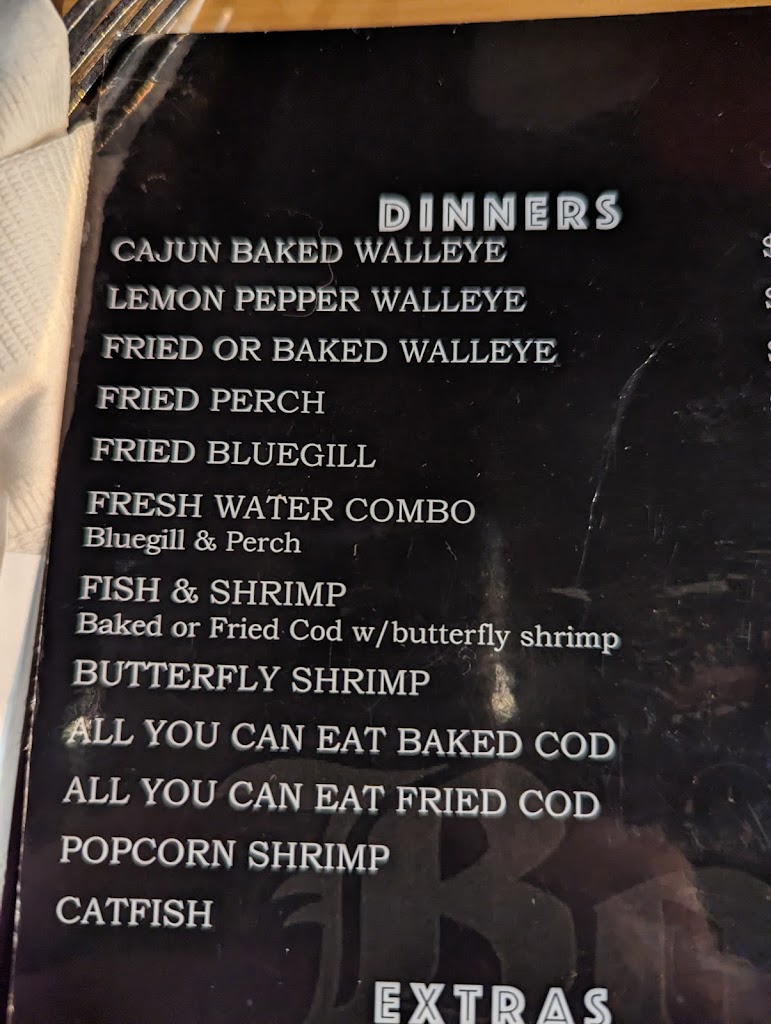 DINNERS
CAJUN BAKED WALLEYE
LEMON PEPPER WALLEYE
FRIED OR BAKED WALLEYE
FRIED PERCH
FRIED BLUEGILL
FRESH WATER COMBO
Bluegill & Perch
FISH & SHRIMP
Baked or Fried Cod w/butterfly shrimp
BUTTERFLY SHRIMP
ALL YOU CAN EAT BAKED COD
ALL YOU CAN EAT FRIED COD
POPCORN SHRIMP
CATFISH
EXTRAS